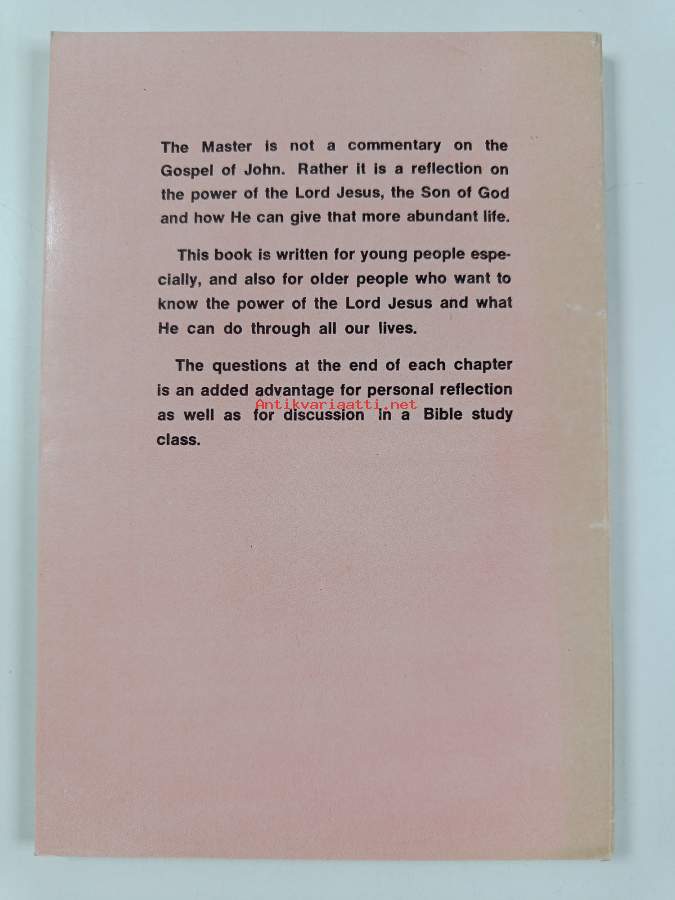 The Master is not a commentary on the
Gospel of John. Rather it is a reflection on
the power of the Lord Jesus, the Son of God
and how He can give that more abundant life.
This book is written for young people espe-
cially, and also for older people who want to
know the power of the Lord Jesus and what
He can do through all our lives.
The questions at the end of each chapter
is an added advantage for personal reflection
Antikvariaatti.net
as well as for discussion in a Bible study
class.